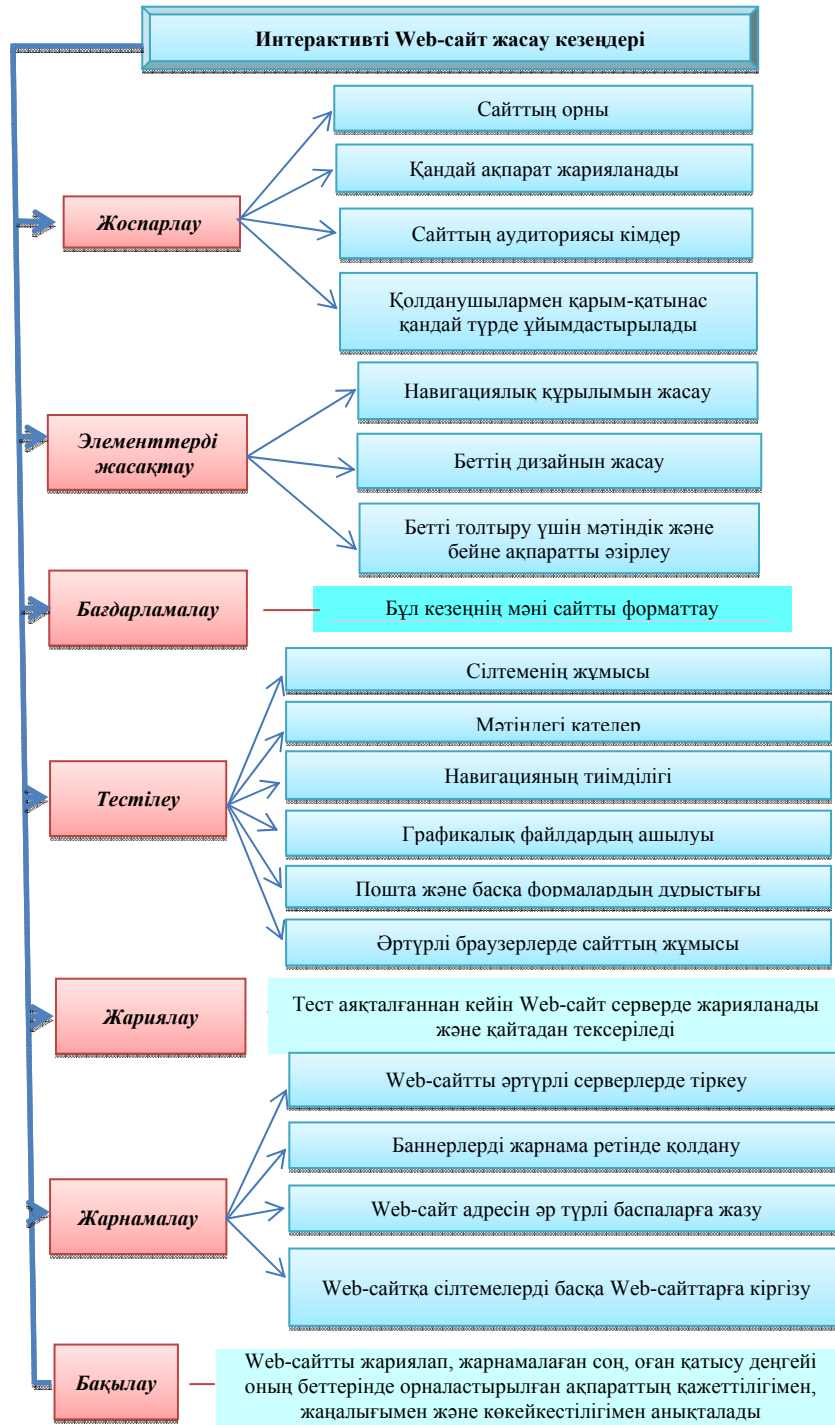 Интерактивті Web-сайт жасау кезеңдері
Сайттың орны
Қандай ақпарат жарияланады
Жоспарлау
Сайттың аудиториясы кімдер
Қолданушылармен қарым-қатынас
қандай түрде ұйымдастырылады
Навигациялық құрылымын жасау
Элементтерді
жасақтау
Беттің дизайнын жасау
Бетті толтыру үшін мәтіндік және
бейне ақпаратты әзірлеу
Бағдарламалау
Бұл кезеңнің мәні сайтты форматтау
Сілтеменің жұмысы
Мәтіндегі қателер
Навигацияның тиімділігі
Тестілеу
Графикалық файлдардың ашылуы
Пошта және басқа формалардың дұрыстығы
Әртүрлі браузерлерде сайттың жұмысы
Жариялау
Тест аяқталғаннан кейін Web-сайт серверде жарияланады
және қайтадан тексеріледі
Web-сайтты әртүрлі серверлерде тіркеу
Баннерлерді жарнама ретінде қолдану
Жарнамалау
Web-сайт адресін әр түрлі баспаларға жазу
Web-сайтқа сілтемелерді басқа Web-сайттарға кіргізу
Бақылау
Web-сайтты жариялап, жарнамалаған соң, оған қатысу деңгейі
оның беттерінде орналастырылған ақпараттың қажеттілігімен,
жаңалығымен және көкейкестілігімен анықталады